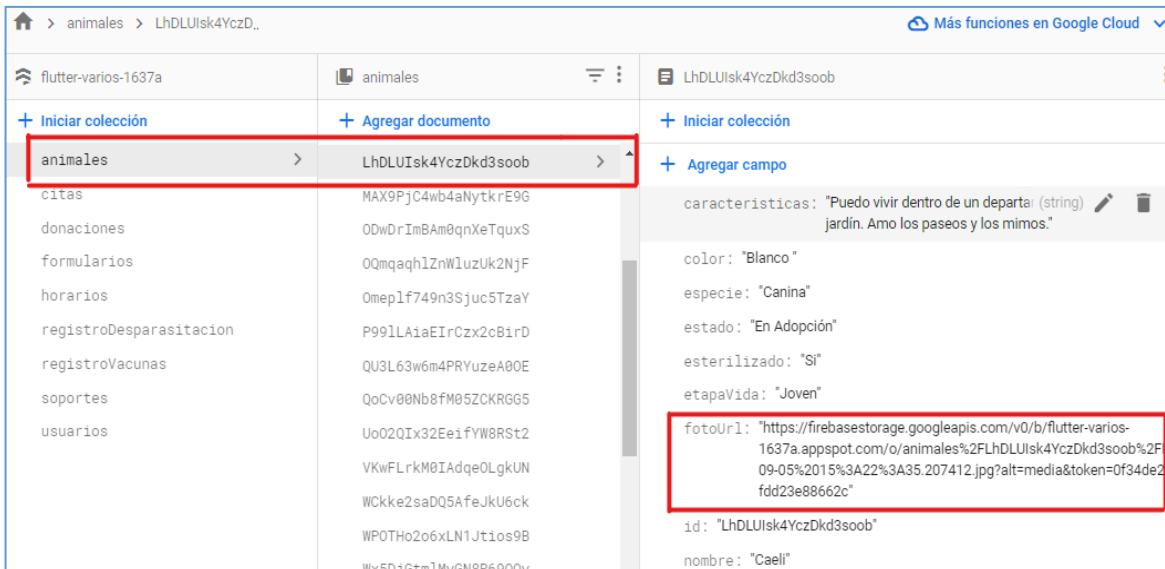 > animales > LhDLUIsk4YczD..
Más funciones en Google Cloud
flutter-varios-1637a
animales
LhDLUIsk4YczDkd3soob
+ Iniciar colección
+ Agregar documento
+ Iniciar colección
animales >
citas
donaciones
formularios
horarios
registroDesparasitacion
registroVacunas
soportes
usuarios
LhDLUIsk4YczDkd3soob >
MAX9PjC4wb4aNytkrE9G
ODwDrImBAm0qnXeTquxS
OQmqaqhlZnWluzUk2NjF
Omeplf749n3Sjuc5TzaY
P99lLAiaEIrCzx2cBirD
QU3L63w6m4PRYuzeA0OE
QoCv00Nb8fM05ZCKRGG5
UoO2QIx32EeifYW8RSt2
VKwFLrkM0IAdqeOLgkUN
WCkke2saDQ5AfeJkU6ck
WPOTHo2o6xLN1Jtios9B
+ Agregar campo
caracteristicas: "Puedo vivir dentro de un departa (string)
jardín. Amo los paseos y los mimos."
color: "Blanco "
especie: "Canina"
estado: "En Adopción"
esterilizado: "Si"
etapaVida: "Joven"
fotoUrl: "https://firebasestorage.googleapis.com/v0/b/flutter-varios-
1637a.appspot.com/o/animales%2FLhDLUIsk4YczDkd3soob%2F
09-05%2015%3A22%3A35.207412.jpg?alt=media&token=0f34de2
fdd23e88662c"
id: "LhDLUIsk4YczDkd3soob"
nombre: "Caeli"